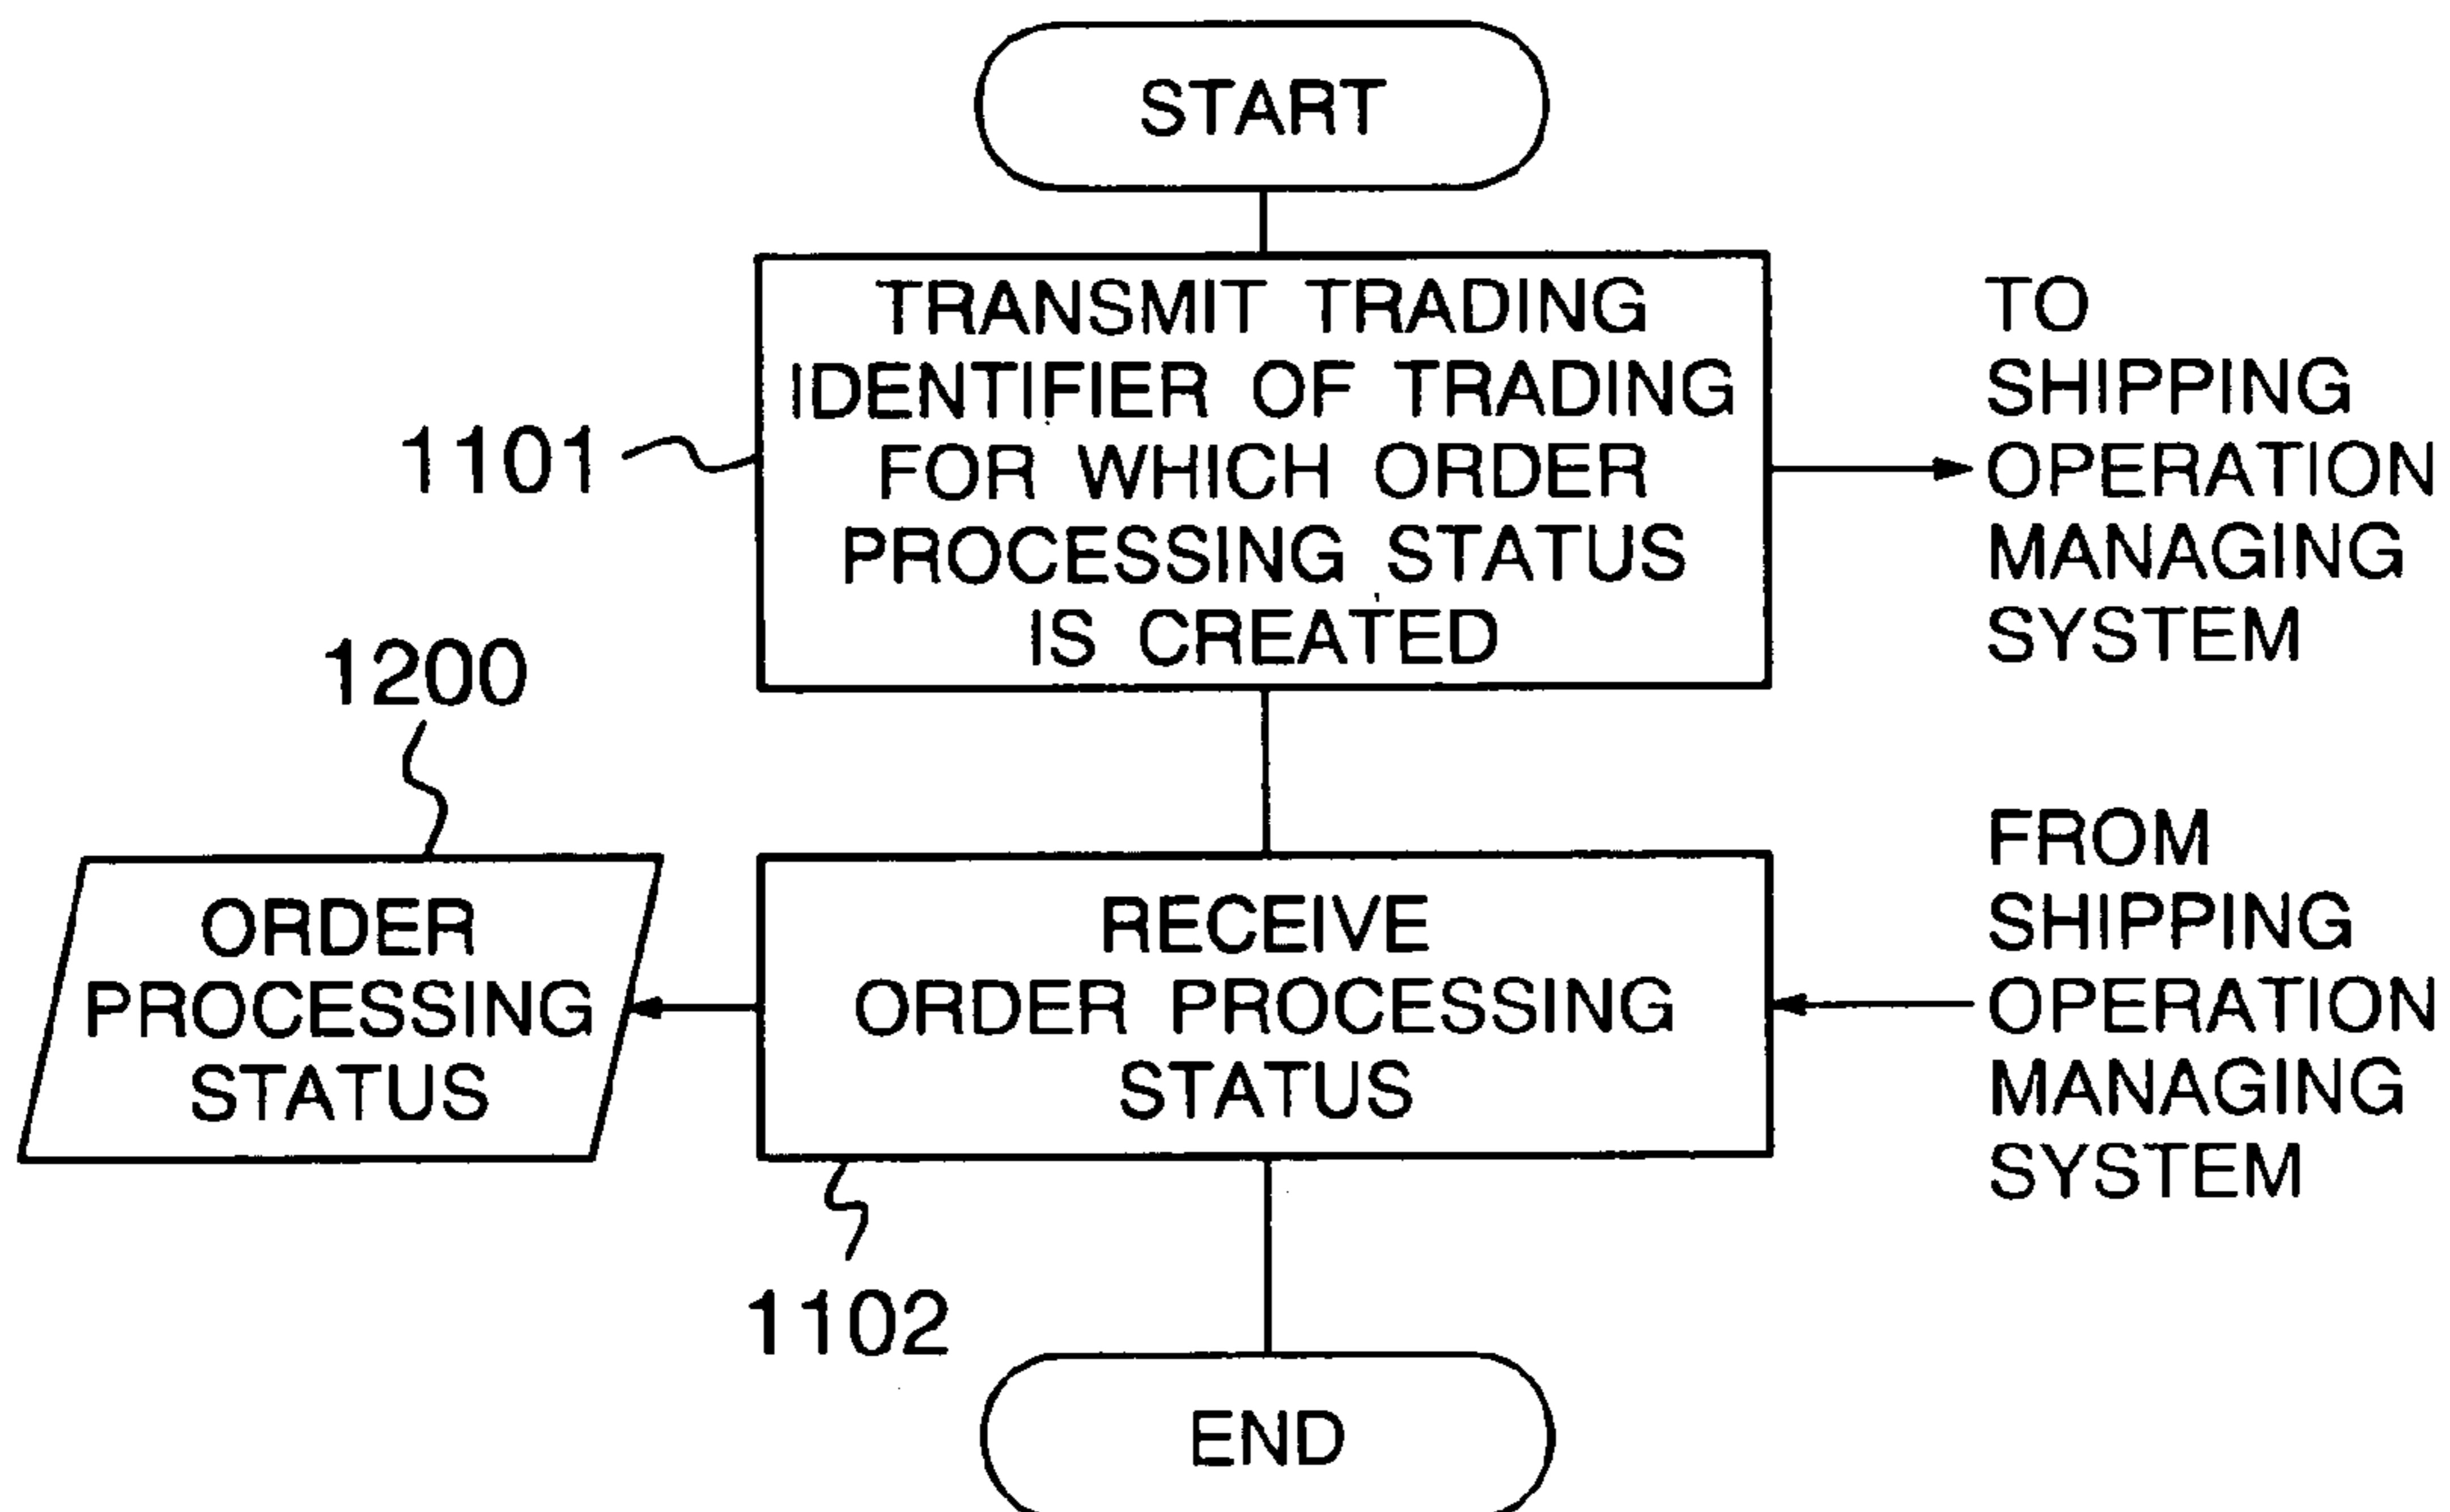 START
TRANSMIT TRADING
IDENTIFIER OF TRADING
FOR WHICH ORDER
PROCESSING STATUS
IS CREATED
1101
TO
SHIPPING
OPERATION
MANAGING
SYSTEM
1200
ORDER
PROCESSING
STATUS
RECEIVE
ORDER PROCESSING
STATUS
FROM
SHIPPING
OPERATION
MANAGING
SYSTEM
1102
END